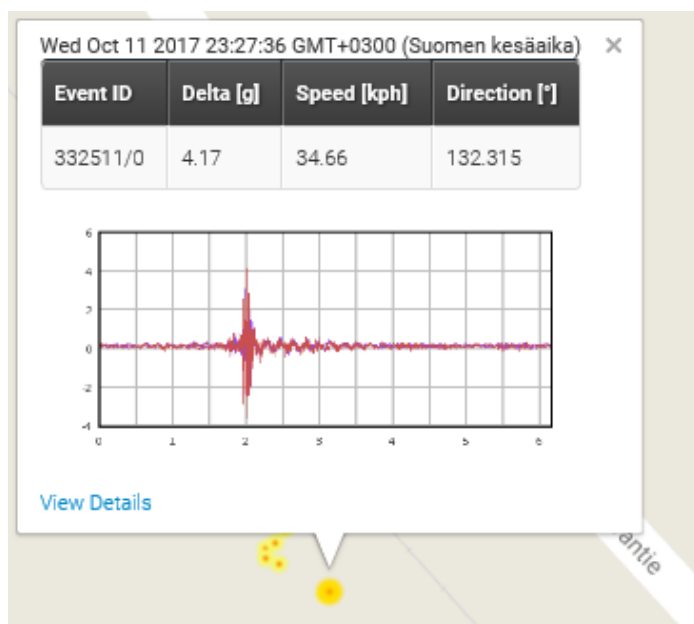 Wed Oct 11 2017 23:27:36 GMT+0300 (Suomen kesäaika) ×
Event ID Delta [g] Speed [kph] Direction [°]
332511/0 4.17 34.66 132.315
6
4
2
0
-2
-4
0 1 2 3 4 5 6
View Details
antie